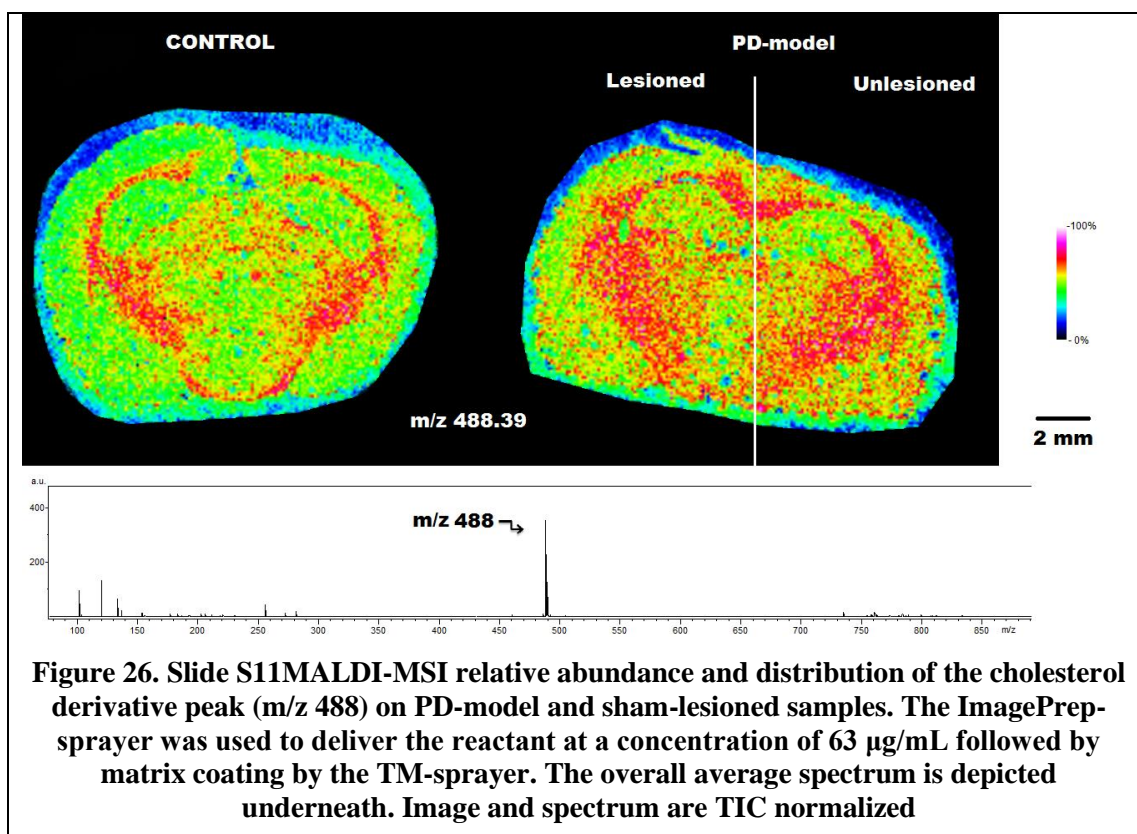 CONTROL
PD-model
Lesioned
Unlesioned
-100%
- 0%
m/z 488.39
2 mm
a.u.
400
200
m/z 488
100 150 200 250 300 350 400 450 500 550 600 650 700 750 800 850 m/z
Figure 26. Slide S11MALDI-MSI relative abundance and distribution of the cholesterol
derivative peak (m/z 488) on PD-model and sham-lesioned samples. The ImagePrep-
sprayer was used to deliver the reactant at a concentration of 63 μg/mL followed by
matrix coating by the TM-sprayer. The overall average spectrum is depicted
underneath. Image and spectrum are TIC normalized